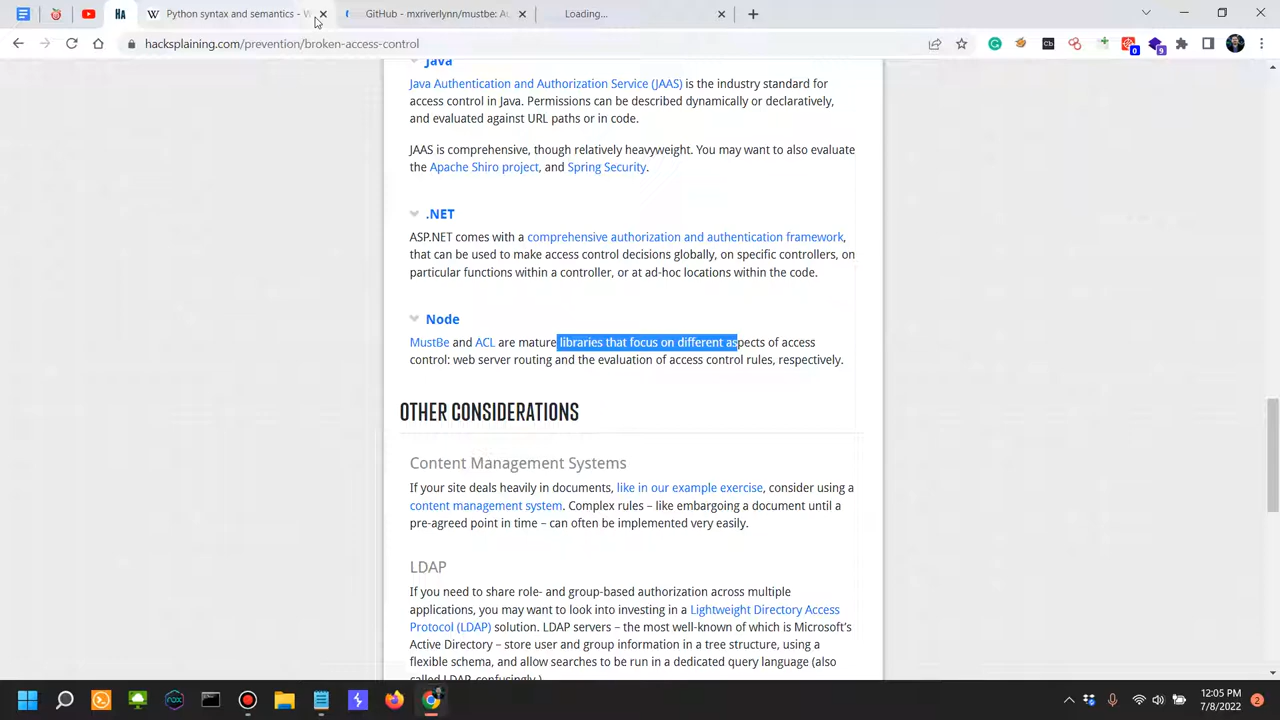 HA
Python syntax and semantics - W
GitHub - mxriverlynn/mustbe: Au
Loading...
hacksplaining.com/prevention/broken-access-control
Cb
0
9
Java
Java Authentication and Authorization Service (JAAS) is the industry standard for
access control in Java. Permissions can be described dynamically or declaratively,
and evaluated against URL paths or in code.
JAAS is comprehensive, though relatively heavyweight. You may want to also evaluate
the Apache Shiro project, and Spring Security.
.NET
ASP.NET comes with a comprehensive authorization and authentication framework,
that can be used to make access control decisions globally, on specific controllers, on
particular functions within a controller, or at ad-hoc locations within the code.
Node
MustBe and ACL are mature libraries that focus on different aspects of access
control: web server routing and the evaluation of access control rules, respectively.
OTHER CONSIDERATIONS
Content Management Systems
If your site deals heavily in documents, like in our example exercise, consider using a
content management system. Complex rules – like embargoing a document until a
pre-agreed point in time – can often be implemented very easily.
LDAP
If you need to share role- and group-based authorization across multiple
applications, you may want to look into investing in a Lightweight Directory Access
Protocol (LDAP) solution. LDAP servers – the most well-known of which is Microsoft's
Active Directory – store user and group information in a tree structure, using a
flexible schema, and allow searches to be run in a dedicated query language (also
called LDAP, confusingly.)
nox
12:05 PM
7/8/2022
2